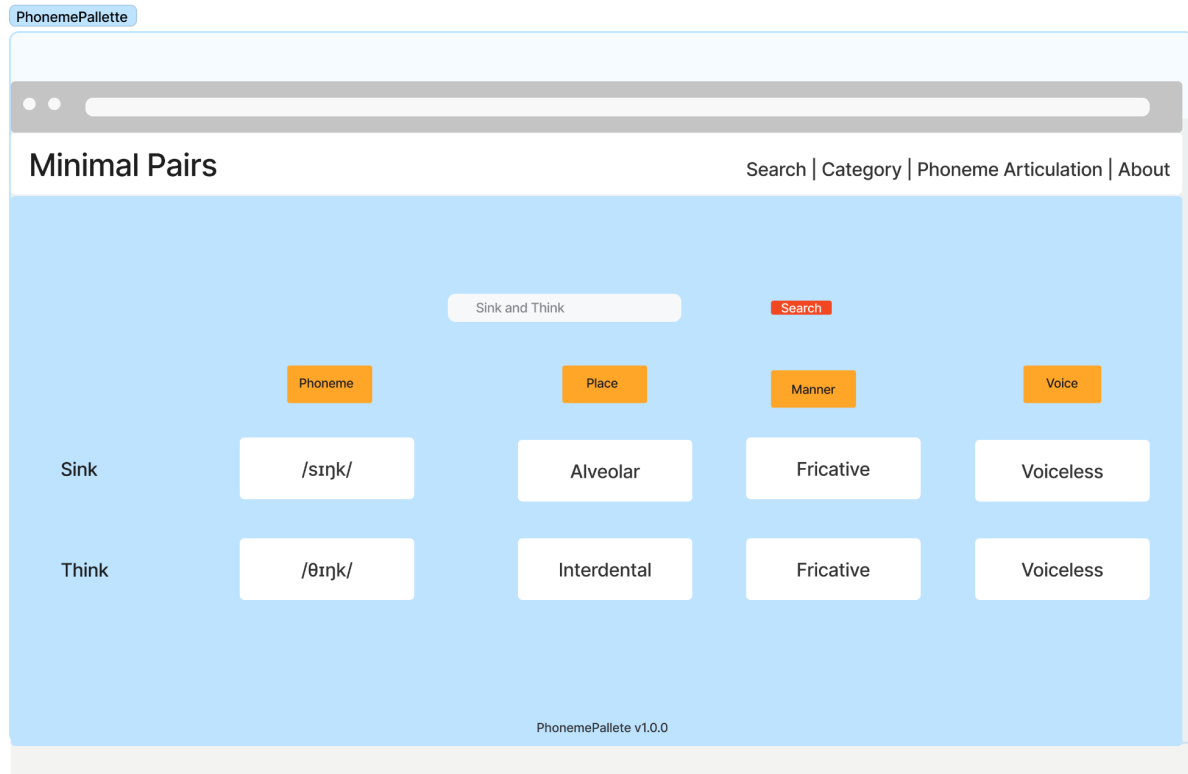 PhonemePallette
Minimal Pairs
Search | Category | Phoneme Articulation | About
Sink and Think Search
Phoneme Place Manner Voice
Sink /sɪŋk/ Alveolar Fricative Voiceless
Think /θɪŋk/ Interdental Fricative Voiceless
PhonemePallete v1.0.0